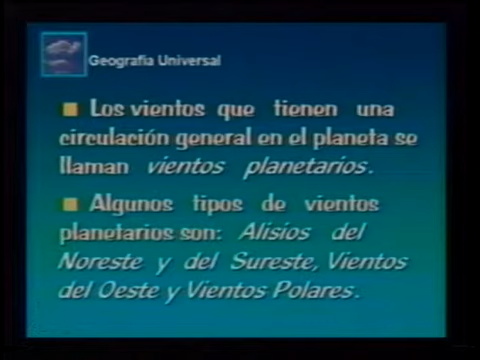 Geografía Universal
Los vientos que tienen una
circulación general en el planeta se
llaman vientos planetarios.
Algunos tipos de vientos
planetarios son: Alisios del
Noreste y del Sureste, Vientos
del Oeste y Vientos Polares.